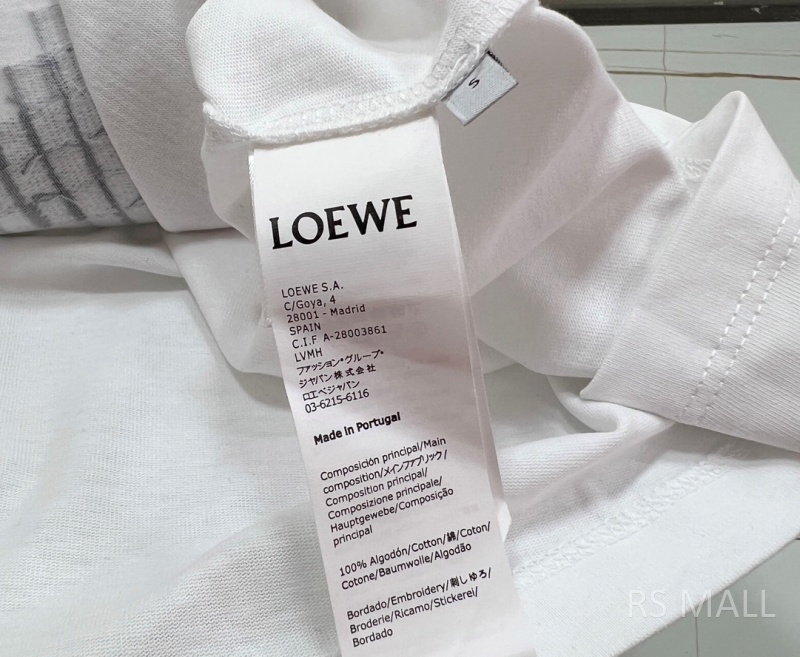 S
LOEWE
LOEWE S.A.
C/Goya, 4
28001 - Madrid
SPAIN
C.I.F A-28003861
LVMH
ファッション・グループ・
ジャパン株式会社
ロエベジャパン
03-6215-6116
Made in Portugal
Composición principal/Main
composition/メインファブリック/
Composition principal/
Composizione principale/
Hauptgewebe/Composição
principal
100% Algodón/Cotton/綿/Coton/
Cotone/Baumwolle/Algodão
Bordado/Embroidery/刺しゆろ/
Broderie/Ricamo/Stickerei/
Bordado
RS MALL